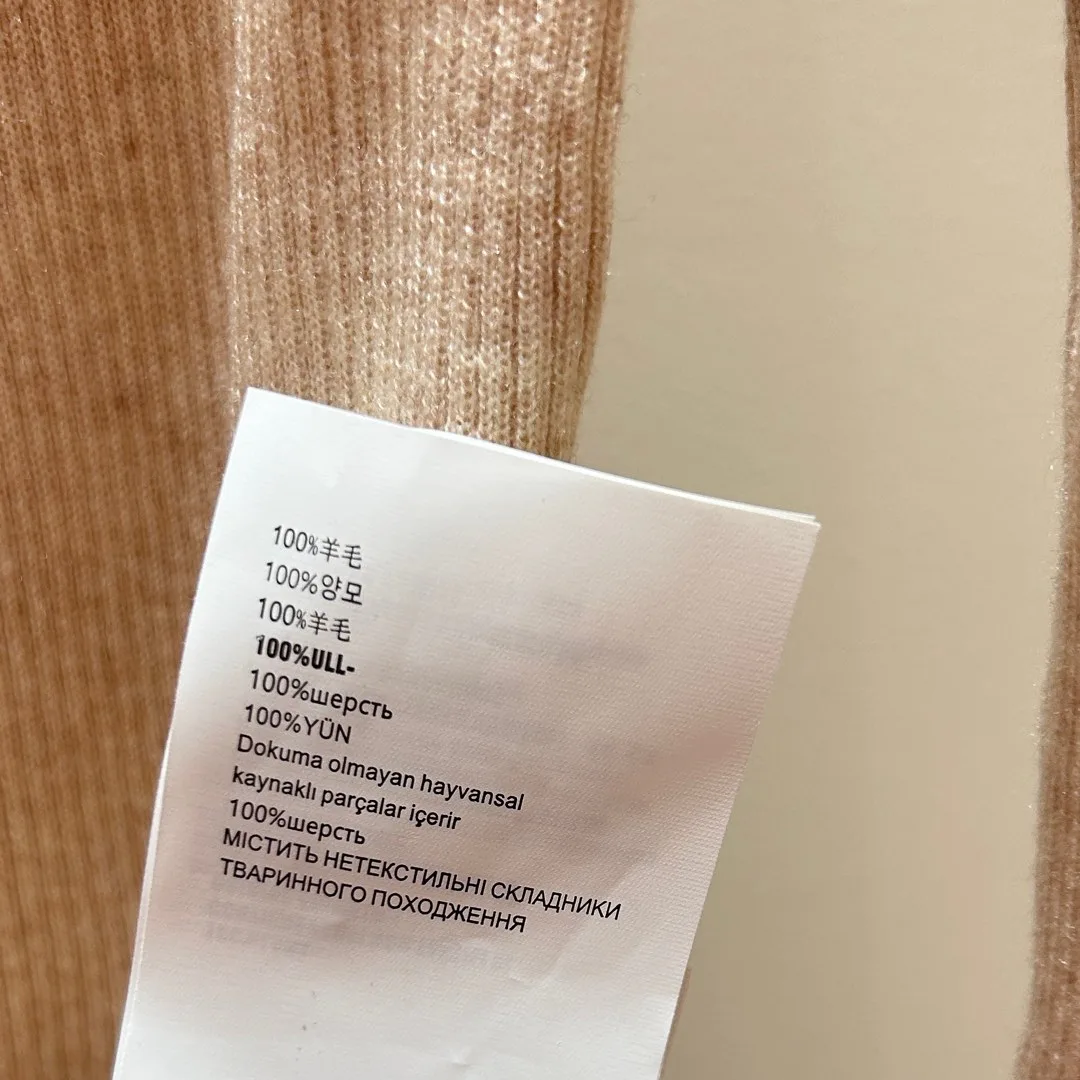 100%羊毛
100%양모
100%羊毛
100%ULL-
100%шерсть
100%YÜN
Dokuma olmayan hayvansal
kaynaklı parçalar içerir
100%шерсть
МІСТИТЬ НЕТЕКСТИЛЬНІ СКЛАДНИКИ
ТВАРИННОГО ПОХОДЖЕННЯ